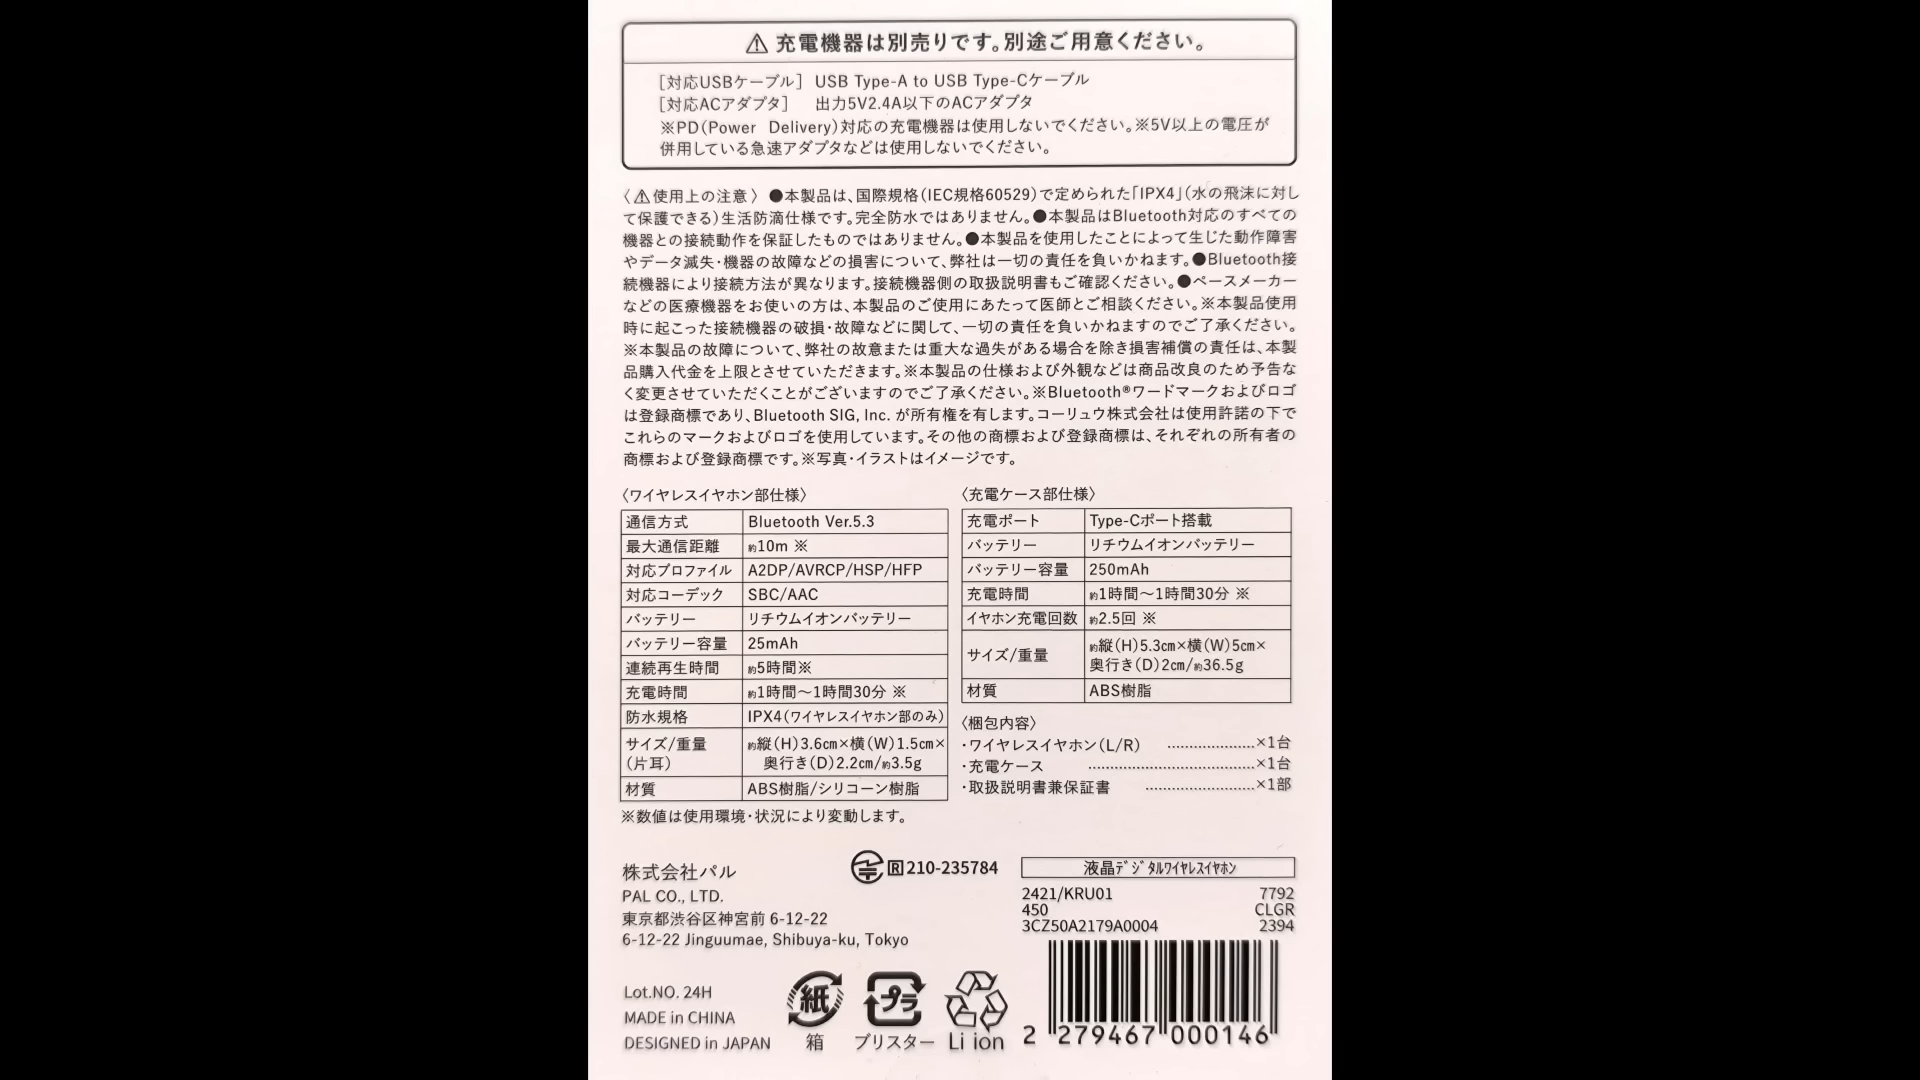 ⚠ 充電機器は別売りです。別途ご用意ください。
［対応USBケーブル］ USB Type-A to USB Type-Cケーブル
［対応ACアダプタ］ 出力5V2.4A以下のACアダプタ
※PD（Power Delivery）対応の充電機器は使用しないでください。※5V以上の電圧が
併用している急速アダプタなどは使用しないでください。
〈⚠使用上の注意〉●本製品は、国際規格（IEC規格60529）で定められた「IPX4」（水の飛沫に対し
て保護できる）生活防滴仕様です。完全防水ではありません。●本製品はBluetooth対応のすべての
機器との接続動作を保証したものではありません。●本製品を使用したことによって生じた動作障害
やデータ滅失・機器の故障などの損害について、弊社は一切の責任を負いかねます。●Bluetooth接
続機器により接続方法が異なります。接続機器側の取扱説明書もご確認ください。●ペースメーカー
などの医療機器をお使いの方は、本製品のご使用にあたって医師とご相談ください。※本製品使用
時に起こった接続機器の破損・故障などに関して、一切の責任を負いかねますのでご了承ください。
※本製品の故障について、弊社の故意または重大な過失がある場合を除き損害補償の責任は、本製
品購入代金を上限とさせていただきます。※本製品の仕様および外観などは商品改良のため予告な
く変更させていただくことがございますのでご了承ください。※Bluetooth®ワードマークおよびロゴ
は登録商標であり、Bluetooth SIG, Inc. が所有権を有します。コーリュウ株式会社は使用許諾の下で
これらのマークおよびロゴを使用しています。その他の商標および登録商標は、それぞれの所有者の
商標および登録商標です。※写真・イラストはイメージです。
〈ワイヤレスイヤホン部仕様〉
通信方式 Bluetooth Ver.5.3
最大通信距離 約10m ※
対応プロファイル A2DP/AVRCP/HSP/HFP
対応コーデック SBC/AAC
バッテリー リチウムイオンバッテリー
バッテリー容量 25mAh
連続再生時間 約5時間※
充電時間 約1時間〜1時間30分 ※
防水規格 IPX4（ワイヤレスイヤホン部のみ）
サイズ/重量 約縦（H）3.6㎝×横（W）1.5㎝×
（片耳） 奥行き（D）2.2㎝/約3.5g
材質 ABS樹脂/シリコーン樹脂
※数値は使用環境・状況により変動します。
〈充電ケース部仕様〉
充電ポート Type-Cポート搭載
バッテリー リチウムイオンバッテリー
バッテリー容量 250mAh
充電時間 約1時間〜1時間30分 ※
イヤホン充電回数 約2.5回 ※
サイズ/重量 約縦（H）5.3㎝×横（W）5㎝×
奥行き（D）2㎝/約36.5g
材質 ABS樹脂
〈梱包内容〉
・ワイヤレスイヤホン（L/R） ....................×1台
・充電ケース ......................................×1台
・取扱説明書兼保証書 .........................×1部
株式会社パル
PAL CO., LTD.
東京都渋谷区神宮前 6-12-22
6-12-22 Jinguumae, Shibuya-ku, Tokyo
R 210-235784
液晶ﾃﾞｼﾞﾀﾙﾜｲﾔﾚｽｲﾔﾎﾝ
2421/KRU01 7792
450 CLGR
3CZ50A2179A0004 2394
Lot.NO. 24H
MADE in CHINA
DESIGNED in JAPAN
紙
箱
プラ
ブリスター
Li ion
2 279467 000146